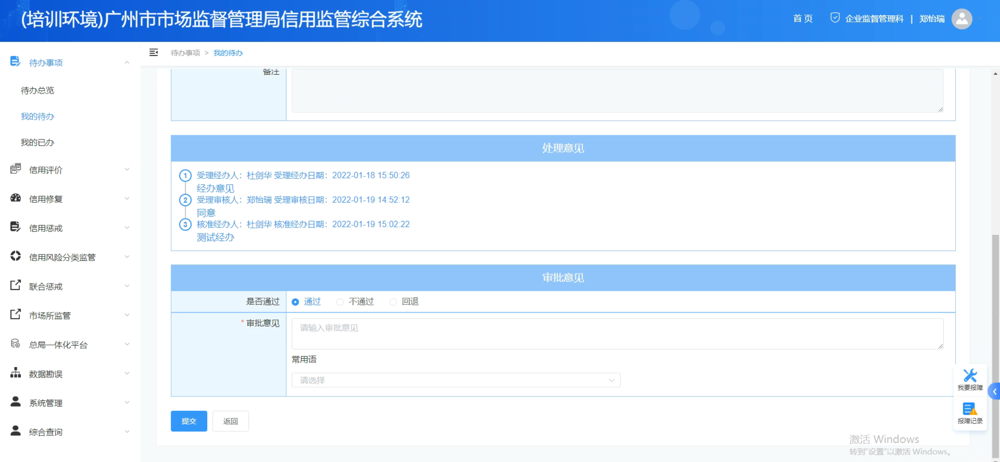 (培训环境)广州市市场监督管理局信用监管综合系统
首页 企业监督管理科 | 郑怡瑞
待办事项 > 我的待办
待办事项
待办总览
我的待办
我的已办
信用评价
信用修复
信用惩戒
信用风险分类监管
联合惩戒
市场所监管
总局一体化平台
数据勘误
系统管理
综合查询
备注
处理意见
1 受理经办人：杜剑华 受理经办日期：2022-01-18 15:50:26
经办意见
2 受理审核人：郑怡瑞 受理审核日期：2022-01-19 14:52:12
同意
3 核准经办人：杜剑华 核准经办日期：2022-01-19 15:02:22
测试经办
审批意见
是否通过 通过 不通过 回退
* 审批意见 请输入审批意见
常用语
请选择
提交 返回
我要报障
报障记录
激活 Windows
转到"设置"以激活 Windows。